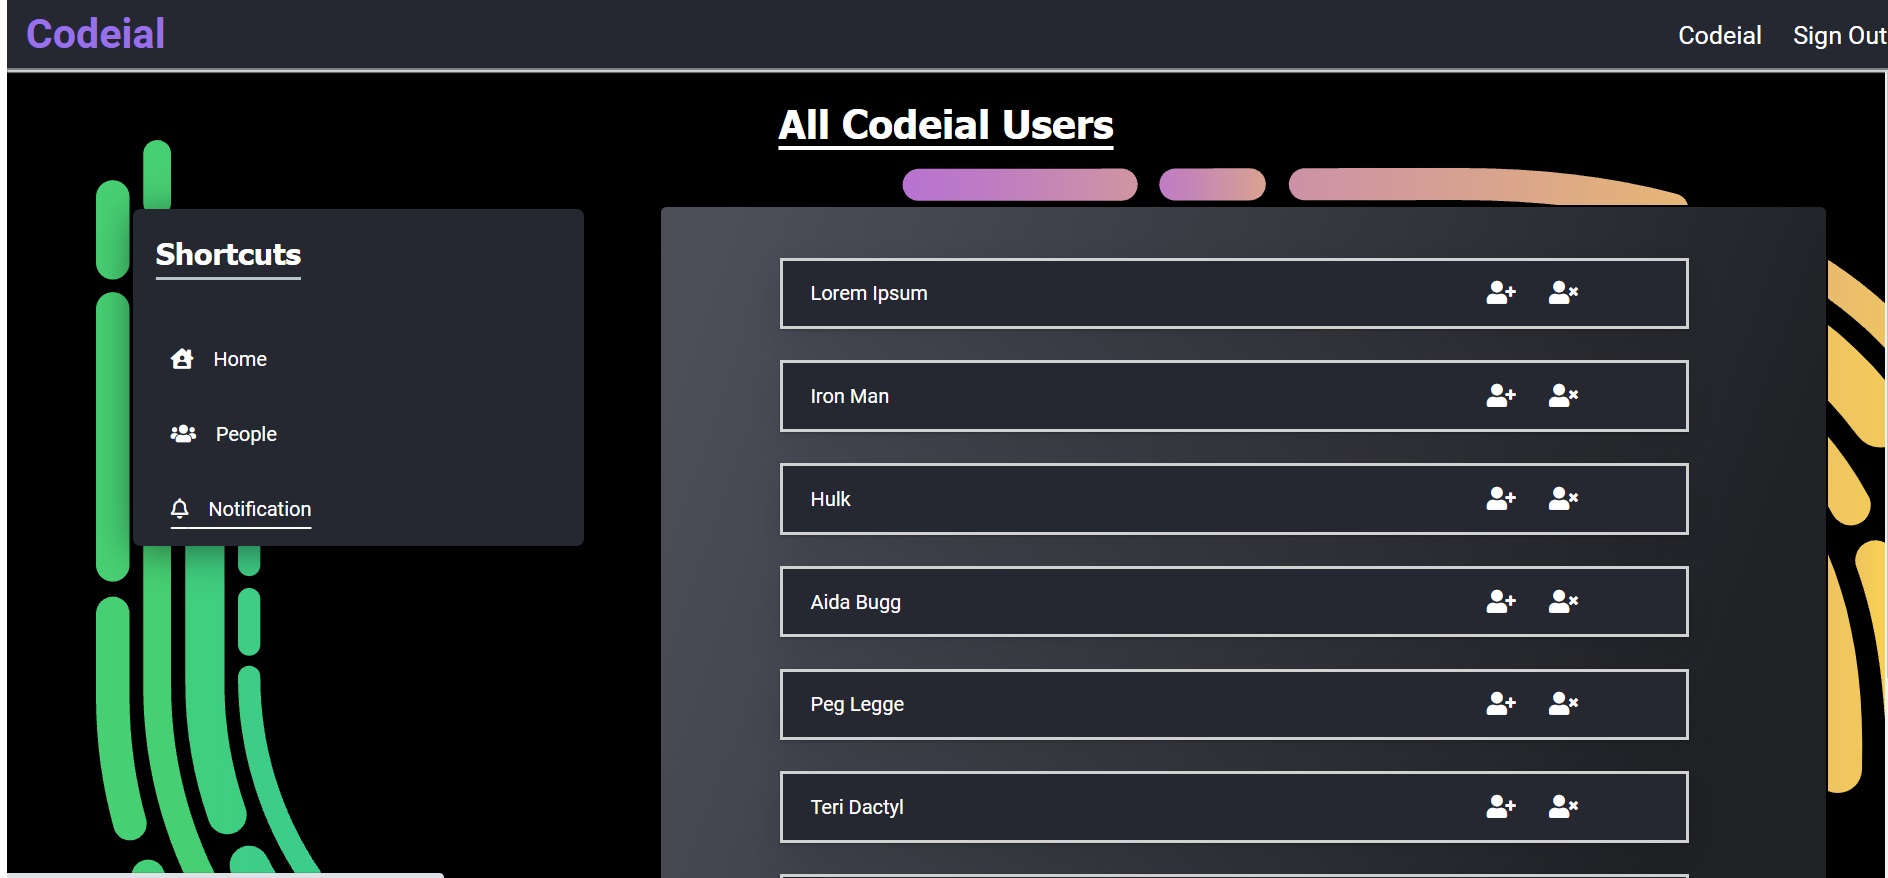 Codeial
Codeial Sign Out
All Codeial Users
Shortcuts
Home
People
Notification
Lorem Ipsum
Iron Man
Hulk
Aida Bugg
Peg Legge
Teri Dactyl